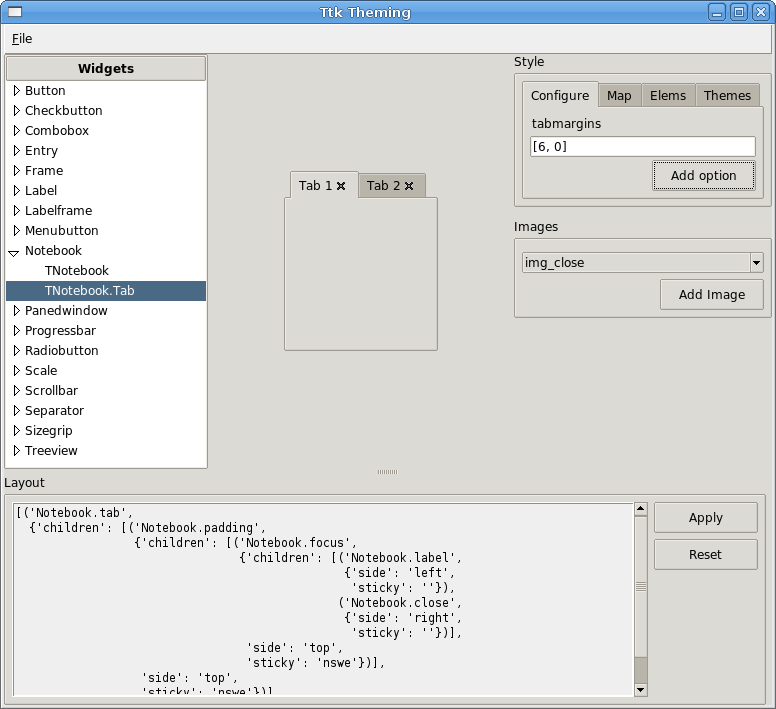 Ttk Theming
File
Widgets
Button
Checkbutton
Combobox
Entry
Frame
Label
Labelframe
Menubutton
Notebook
TNotebook
TNotebook.Tab
Panedwindow
Progressbar
Radiobutton
Scale
Scrollbar
Separator
Sizegrip
Treeview
Tab 1
Tab 2
Style
Configure Map Elems Themes
tabmargins
[6, 0]
Add option
Images
img_close
Add Image
Layout
[('Notebook.tab',
{'children': [('Notebook.padding',
{'children': [('Notebook.focus',
{'children': [('Notebook.label',
{'side': 'left',
'sticky': ''}),
('Notebook.close',
{'side': 'right',
'sticky': ''})],
'side': 'top',
'sticky': 'nswe'})],
'side': 'top',
'sticky': 'nswe'})]
Apply
Reset